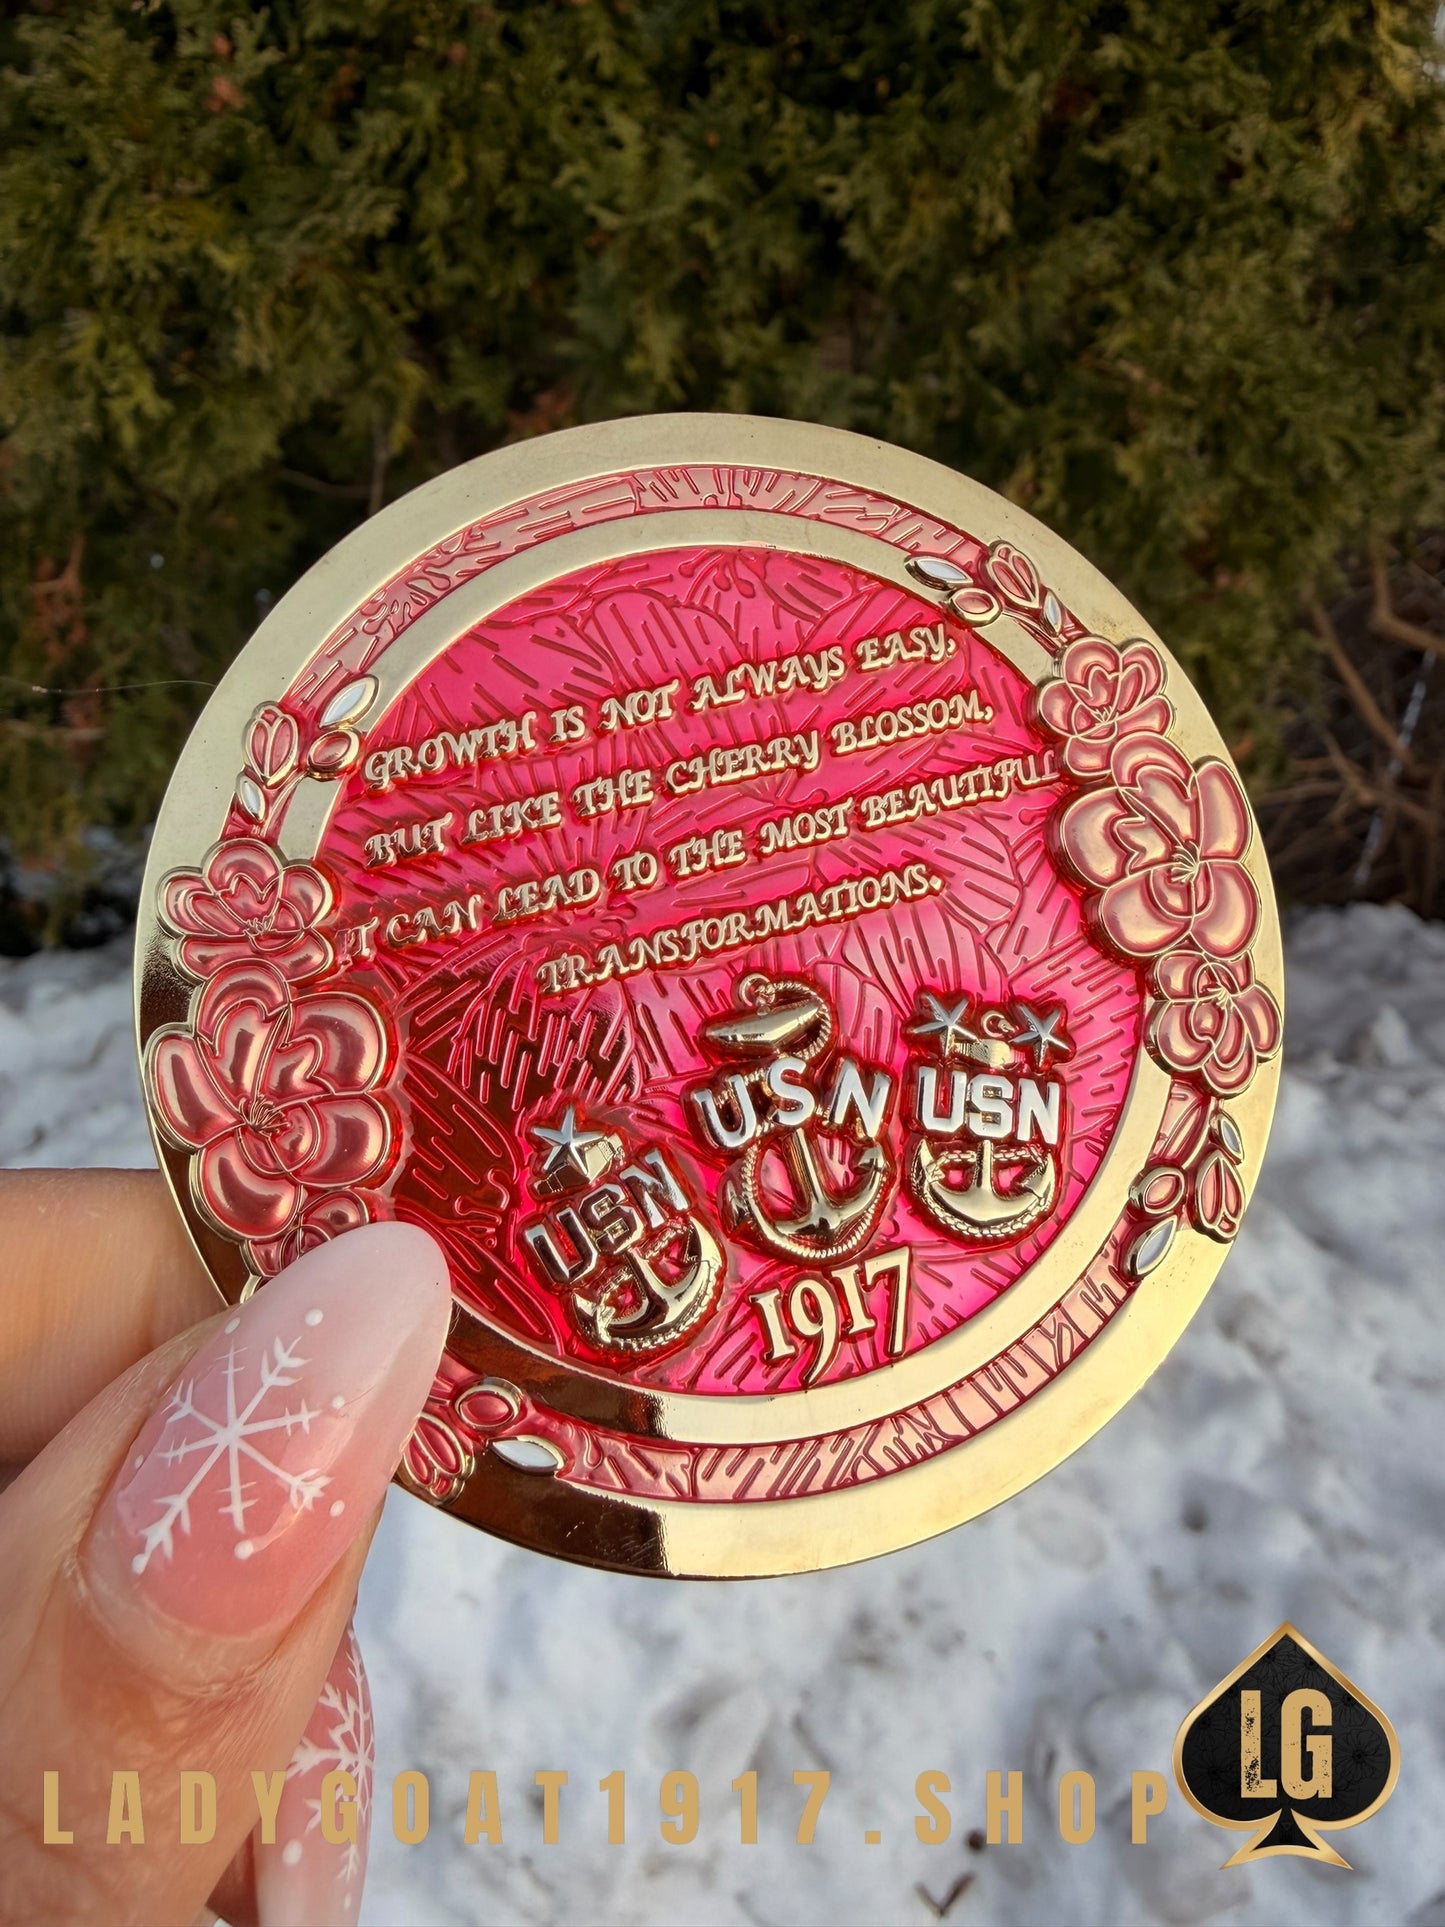 GROWTH IS NOT ALWAYS EASY,
BUT LIKE THE CHERRY BLOSSOM,
IT CAN LEAD TO THE MOST BEAUTIFUL
TRANSFORMATIONS.
USN
USN
USN
1917
LG
LADYGOAT1917.SHOP